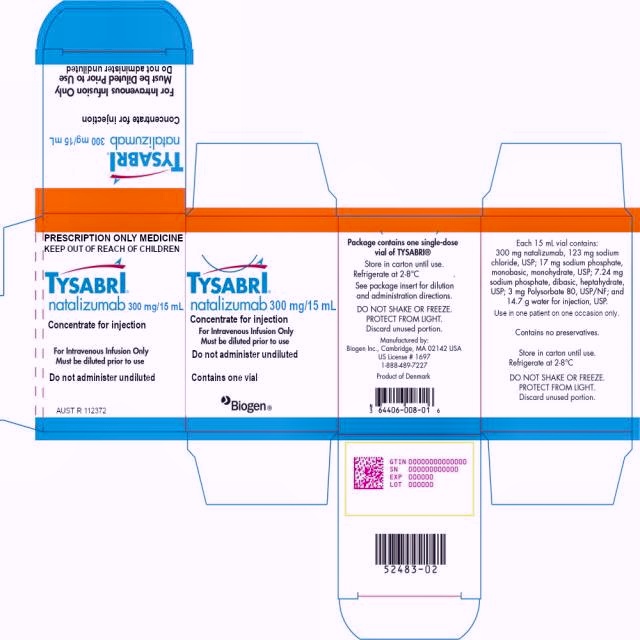 For Intravenous Infusion Only
Must be Diluted Prior to Use
Do not administer undiluted
Concentrate for injection
natalizumab 300 mg/15 mL
TYSABRI
PRESCRIPTION ONLY MEDICINE
KEEP OUT OF REACH OF CHILDREN
TYSABRI
natalizumab 300 mg/15 mL
Concentrate for injection
For Intravenous Infusion Only
Must be diluted prior to use
Do not administer undiluted
AUST R 112372
TYSABRI
natalizumab 300 mg/15 mL
Concentrate for injection
For Intravenous Infusion Only
Must be diluted prior to use
Do not administer undiluted
Contains one vial
Biogen®
Package contains one single-dose
vial of TYSABRI®
Store in carton until use.
Refrigerate at 2-8°C
See package insert for dilution
and administration directions.
DO NOT SHAKE OR FREEZE.
PROTECT FROM LIGHT.
Discard unused portion.
Manufactured by:
Biogen Inc., Cambridge, MA 02142 USA
US License # 1697
1-888-489-7227
Product of Denmark
N
3 64406-008-01 6
Each 15 mL vial contains:
300 mg natalizumab, 123 mg sodium
chloride, USP; 17 mg sodium phosphate,
monobasic, monohydrate, USP; 7.24 mg
sodium phosphate, dibasic, heptahydrate,
USP; 3 mg Polysorbate 80, USP/NF; and
14.7 g water for injection, USP.
Use in one patient on one occasion only.
Contains no preservatives.
Store in carton until use.
Refrigerate at 2-8°C
DO NOT SHAKE OR FREEZE.
PROTECT FROM LIGHT.
Discard unused portion.
GTIN 00000000000000
SN 000000000000
EXP 000000
LOT 000000
52483-02